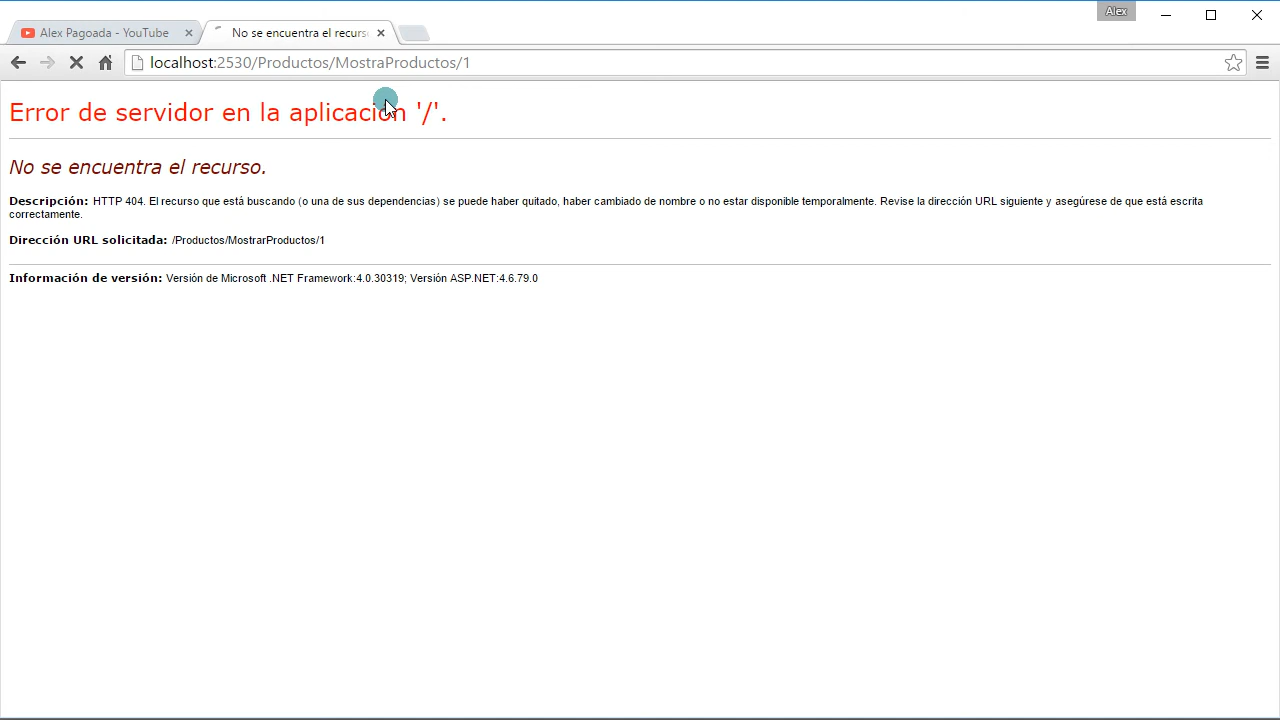 Alex
Alex Pagoada - YouTube
No se encuentra el recurs
localhost:2530/Productos/MostraProductos/1
Error de servidor en la aplicación '/'.
No se encuentra el recurso.
Descripción: HTTP 404. El recurso que está buscando (o una de sus dependencias) se puede haber quitado, haber cambiado de nombre o no estar disponible temporalmente. Revise la dirección URL siguiente y asegúrese de que está escrita
correctamente.
Dirección URL solicitada: /Productos/MostrarProductos/1
Información de versión: Versión de Microsoft .NET Framework:4.0.30319; Versión ASP.NET:4.6.79.0